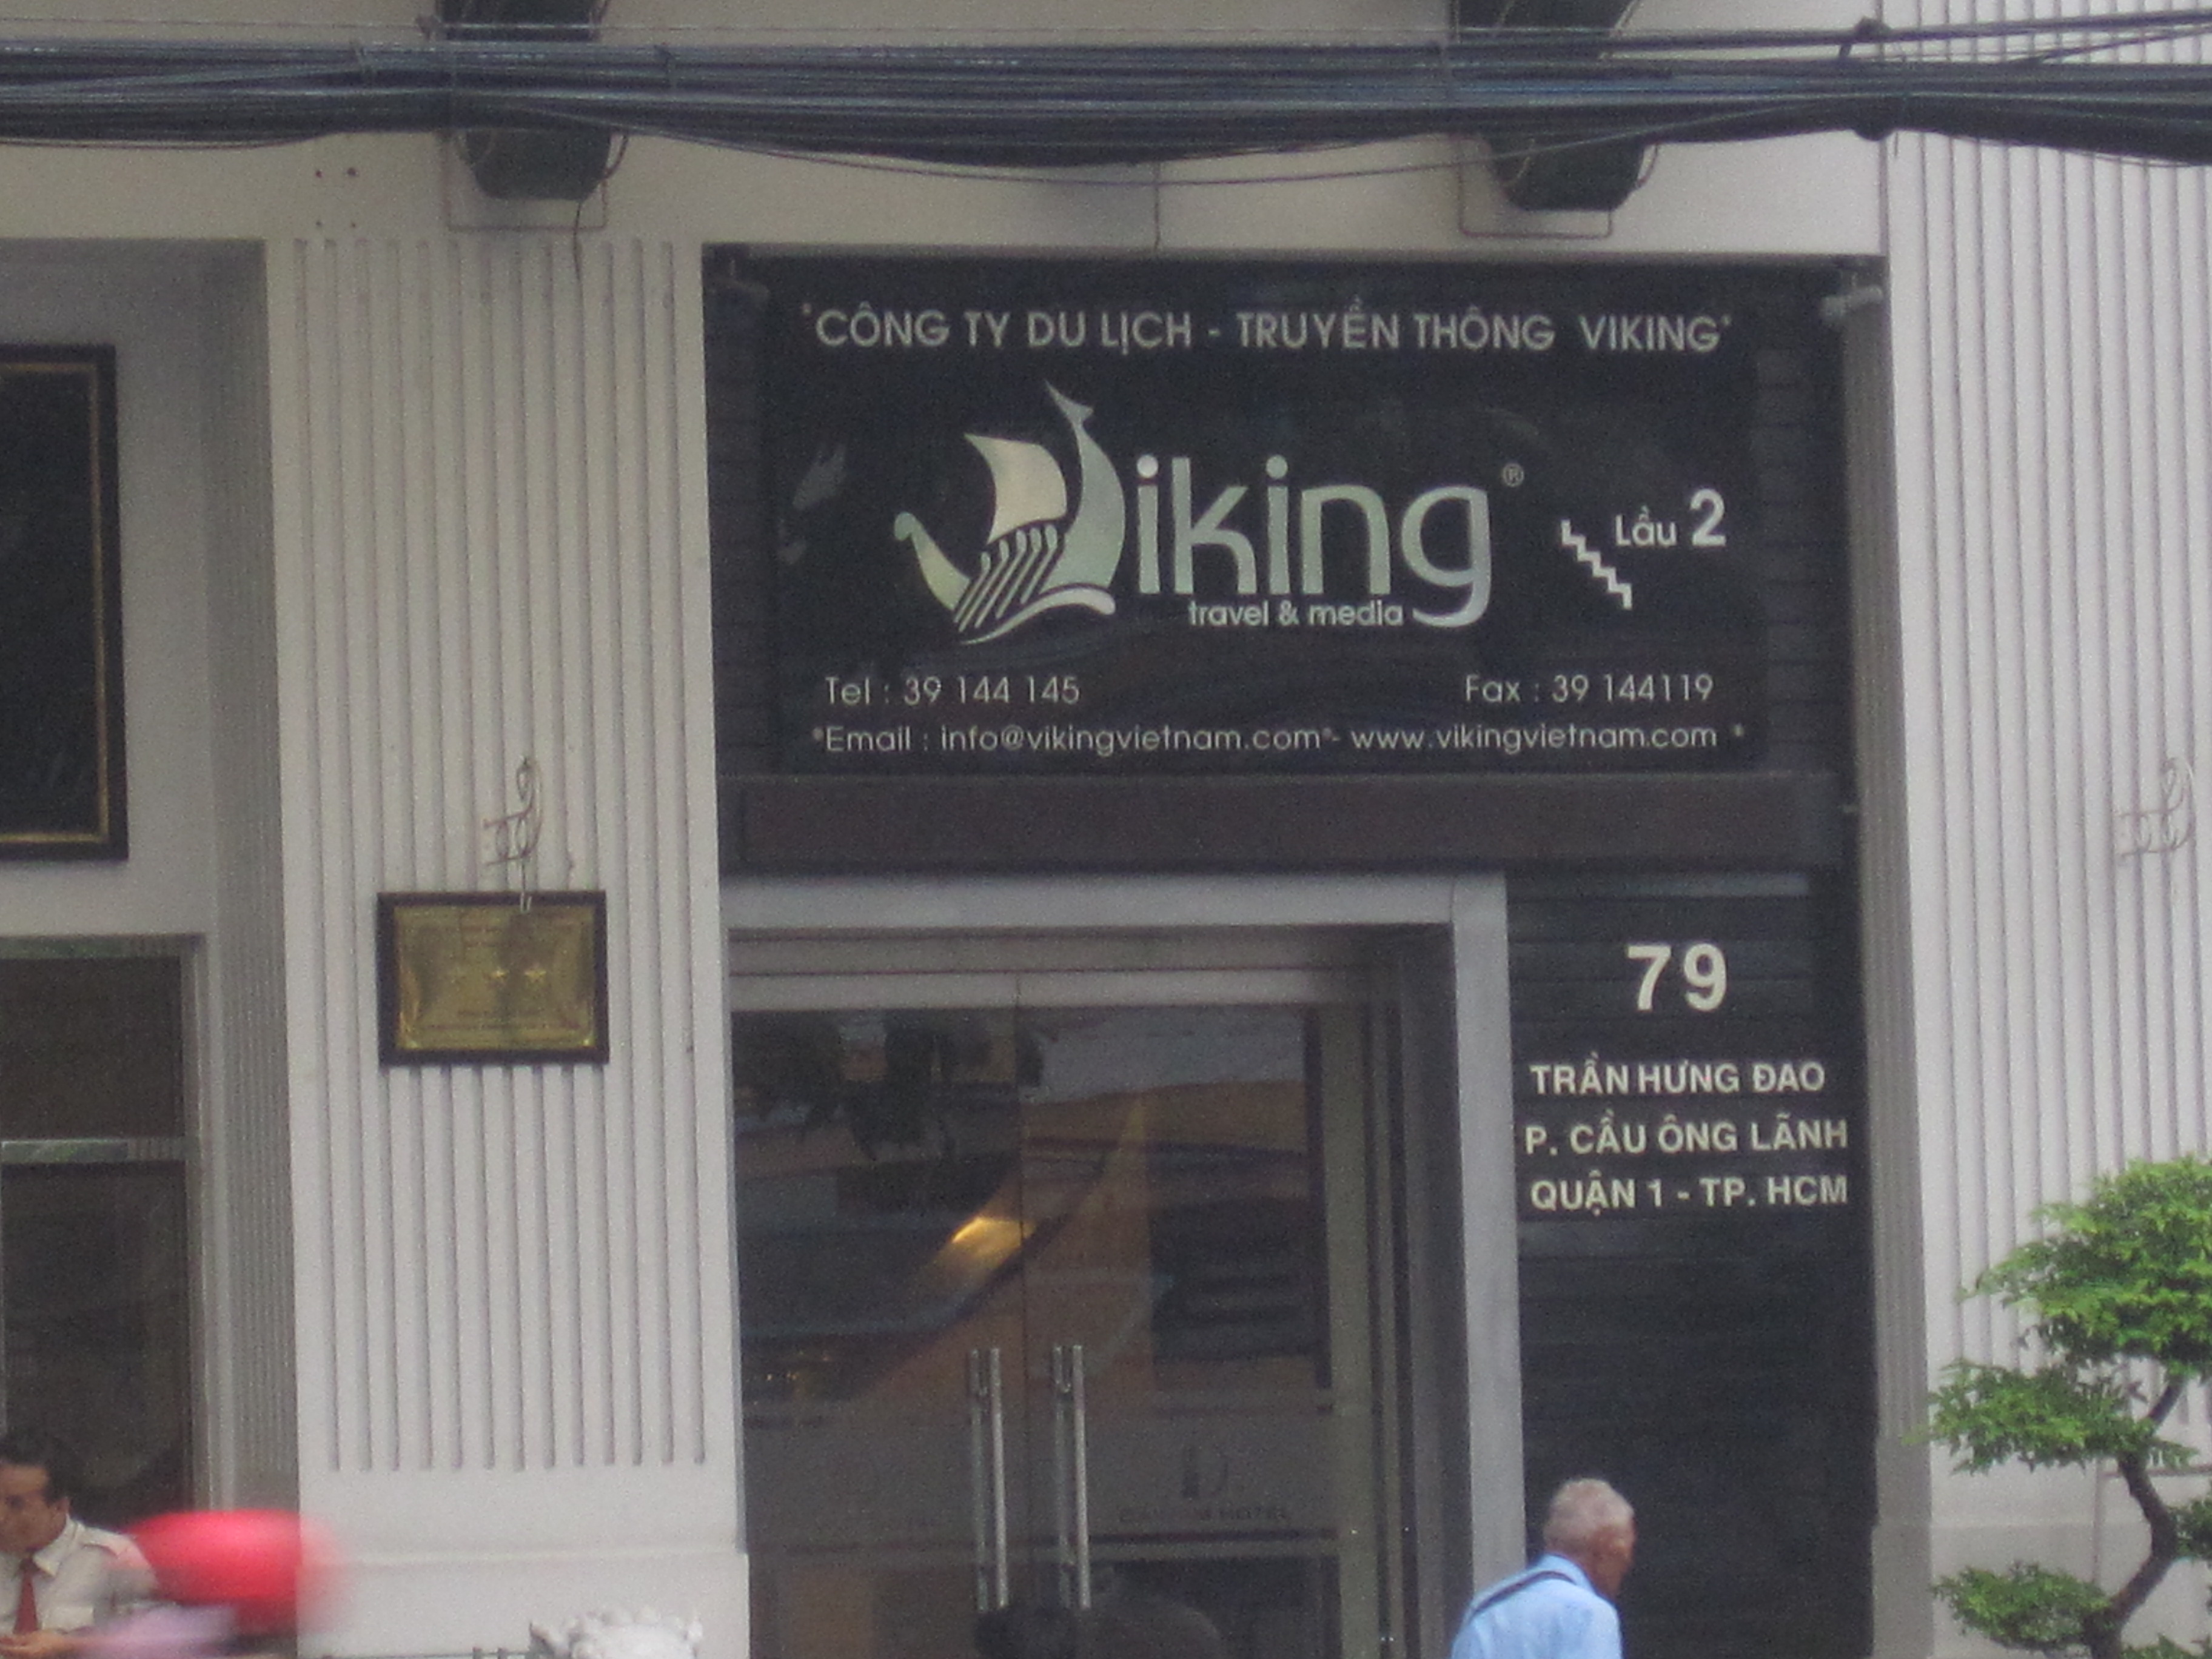 "CÔNG TY DU LỊCH - TRUYỀN THÔNG VIKING"
Viking®
travel & media
Lầu 2
Tel : 39 144 145
Fax : 39 144119
*Email : info@vikingvietnam.com*- www.vikingvietnam.com *
79
TRẦN HƯNG ĐAO
P. CẦU ÔNG LÃNH
QUẬN 1 - TP. HCM
HOTEL